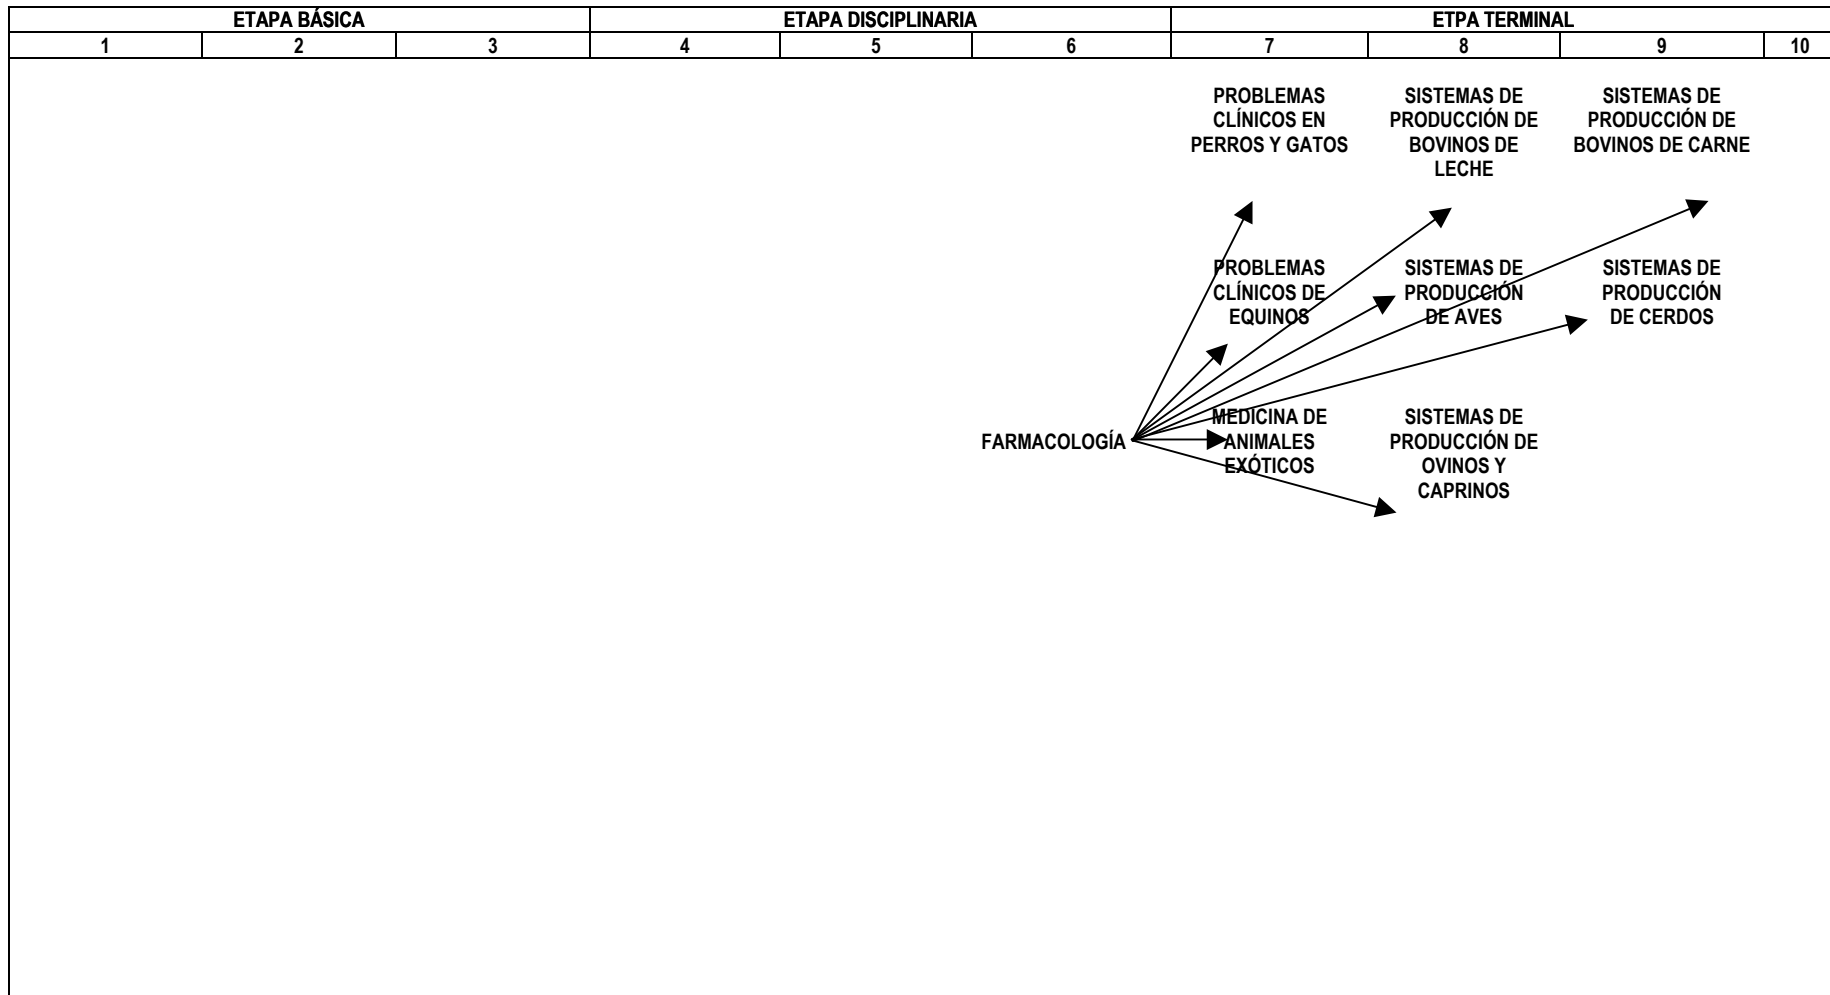 ETAPA BÁSICA ETAPA DISCIPLINARIA ETPA TERMINAL
1 2 3 4 5 6 7 8 9 10
PROBLEMAS
CLÍNICOS EN
PERROS Y GATOS
SISTEMAS DE
PRODUCCIÓN DE
BOVINOS DE
LECHE
SISTEMAS DE
PRODUCCIÓN DE
BOVINOS DE CARNE
PROBLEMAS
CLÍNICOS DE
EQUINOS
SISTEMAS DE
PRODUCCIÓN
DE AVES
SISTEMAS DE
PRODUCCIÓN
DE CERDOS
FARMACOLOGÍA
MEDICINA DE
ANIMALES
EXÓTICOS
SISTEMAS DE
PRODUCCIÓN DE
OVINOS Y
CAPRINOS